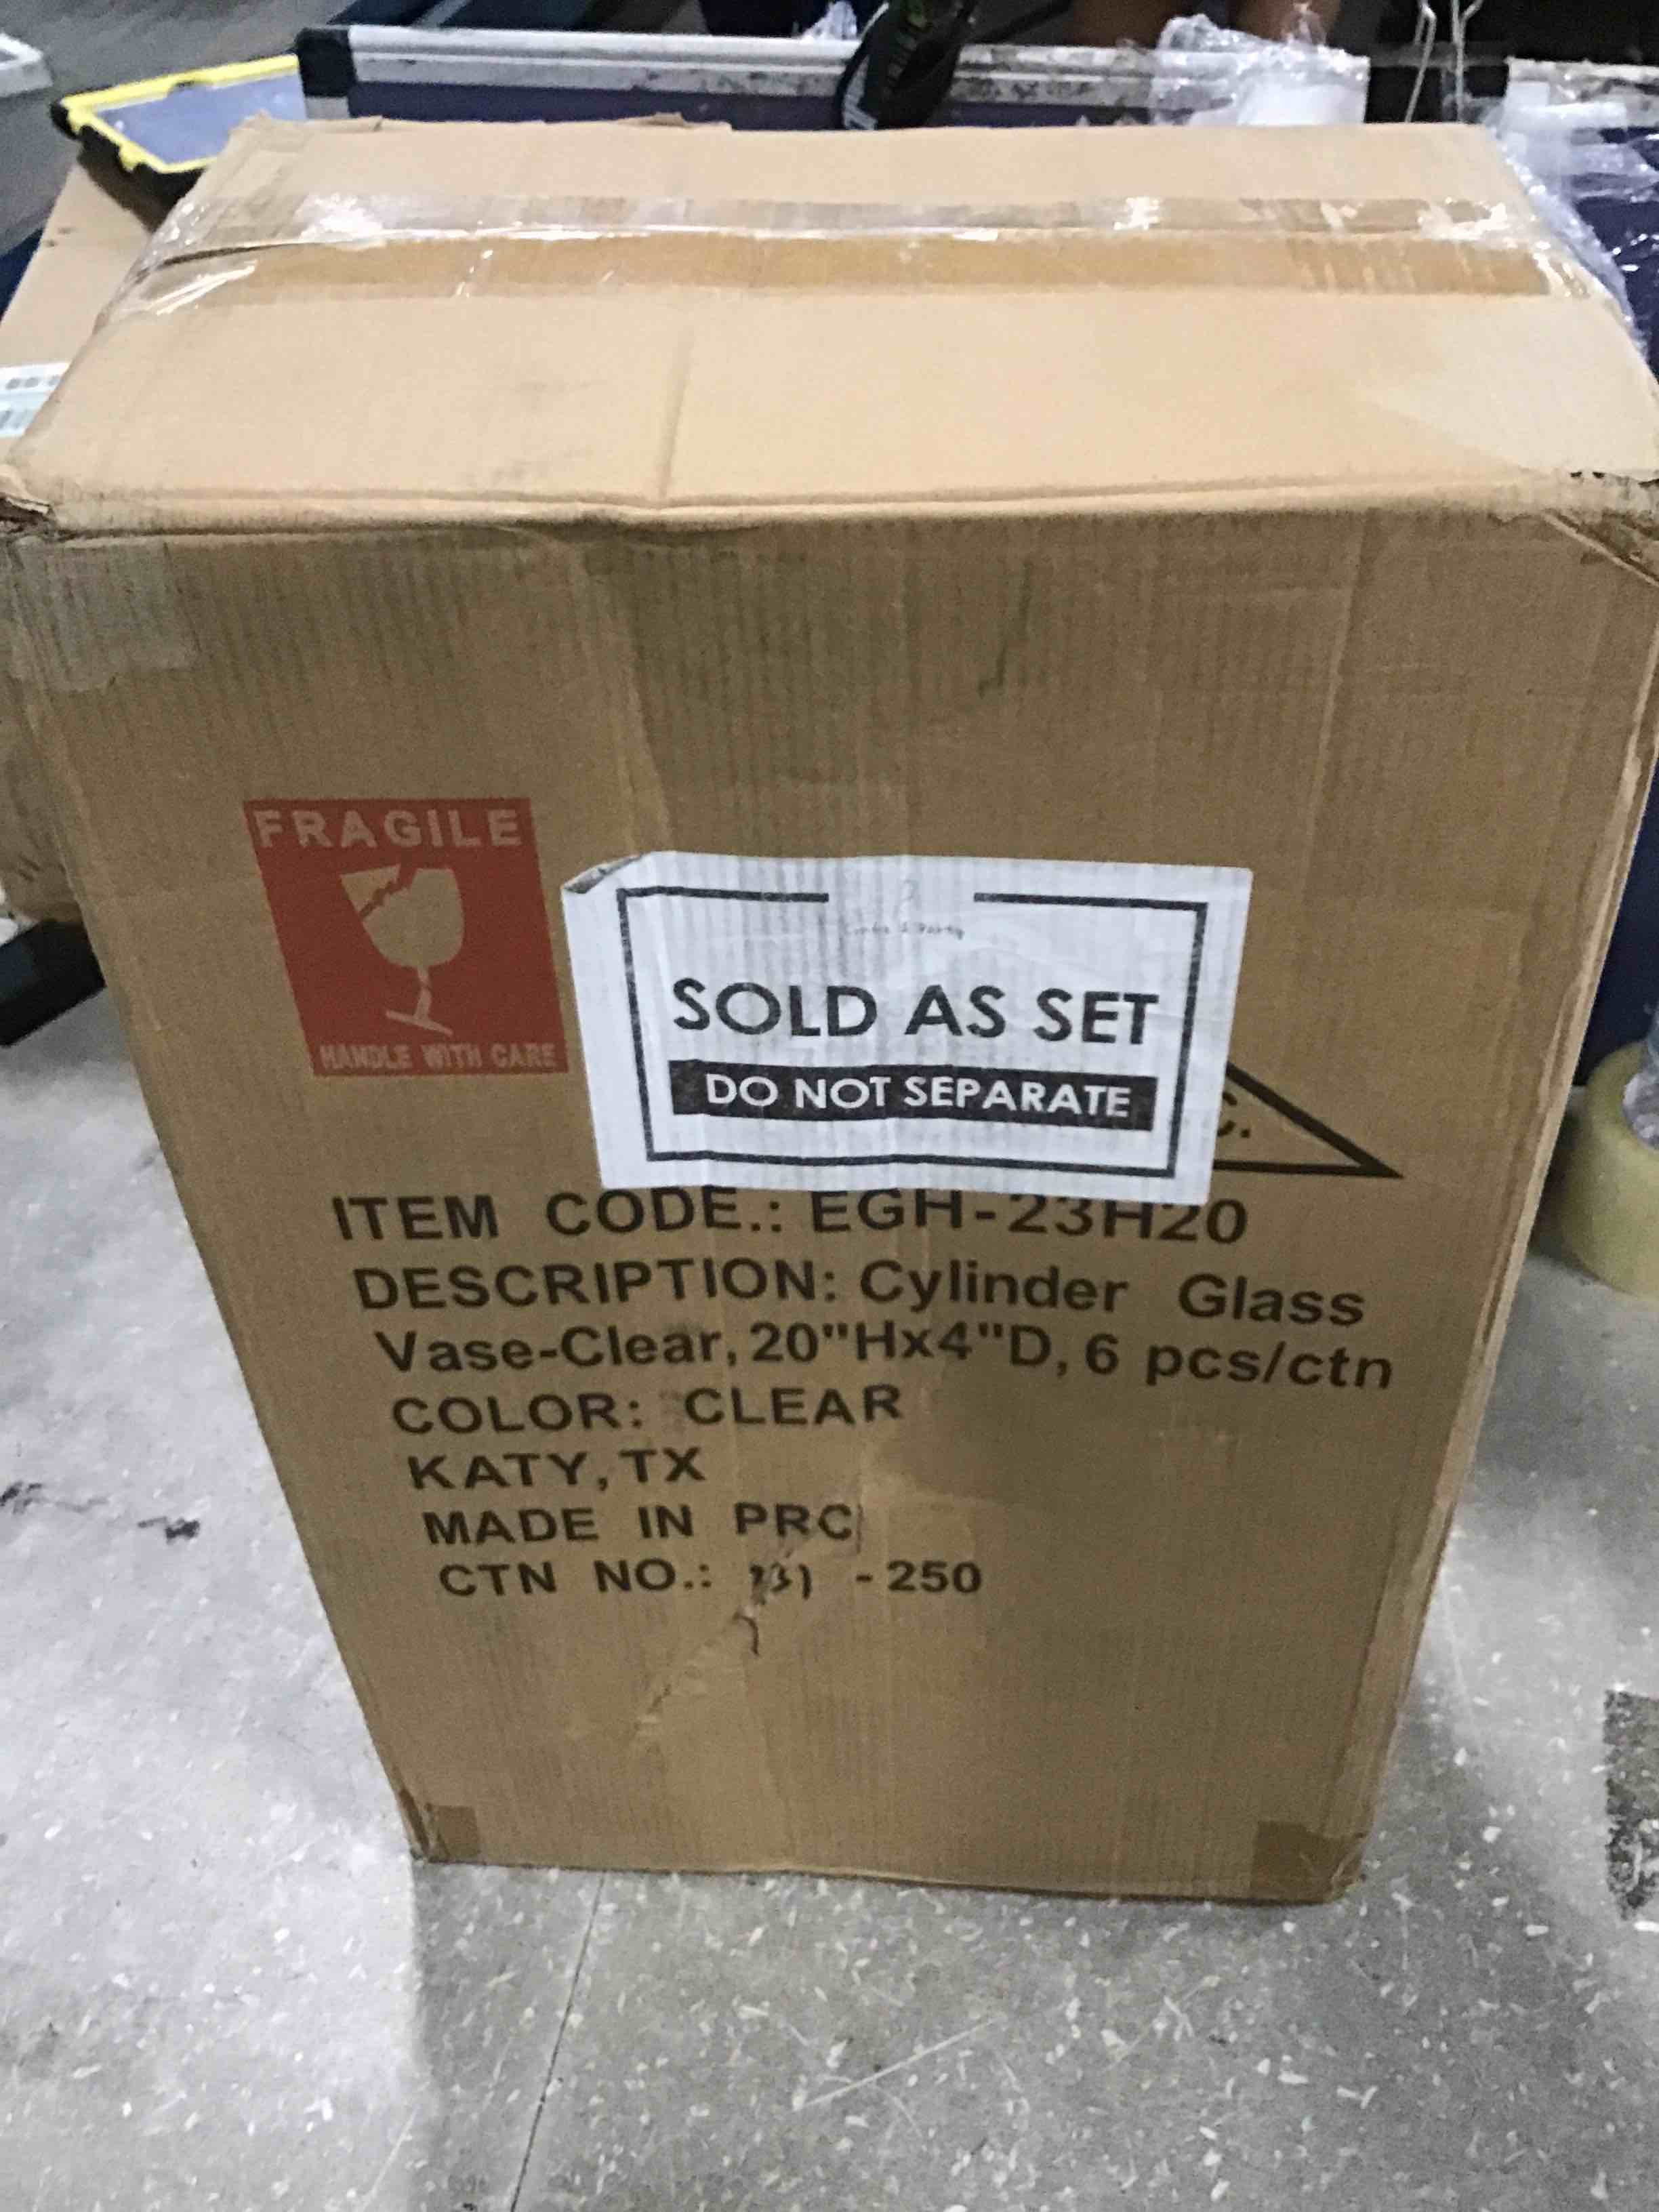 FRAGILE
HANDLE WITH CARE
SOLD AS SET
DO NOT SEPARATE
C.
ITEM CODE.: EGH-23H20
DESCRIPTION: Cylinder Glass
Vase-Clear, 20"Hx4"D, 6 pcs/ctn
COLOR: CLEAR
KATY, TX
MADE IN PRC
CTN NO.: -250